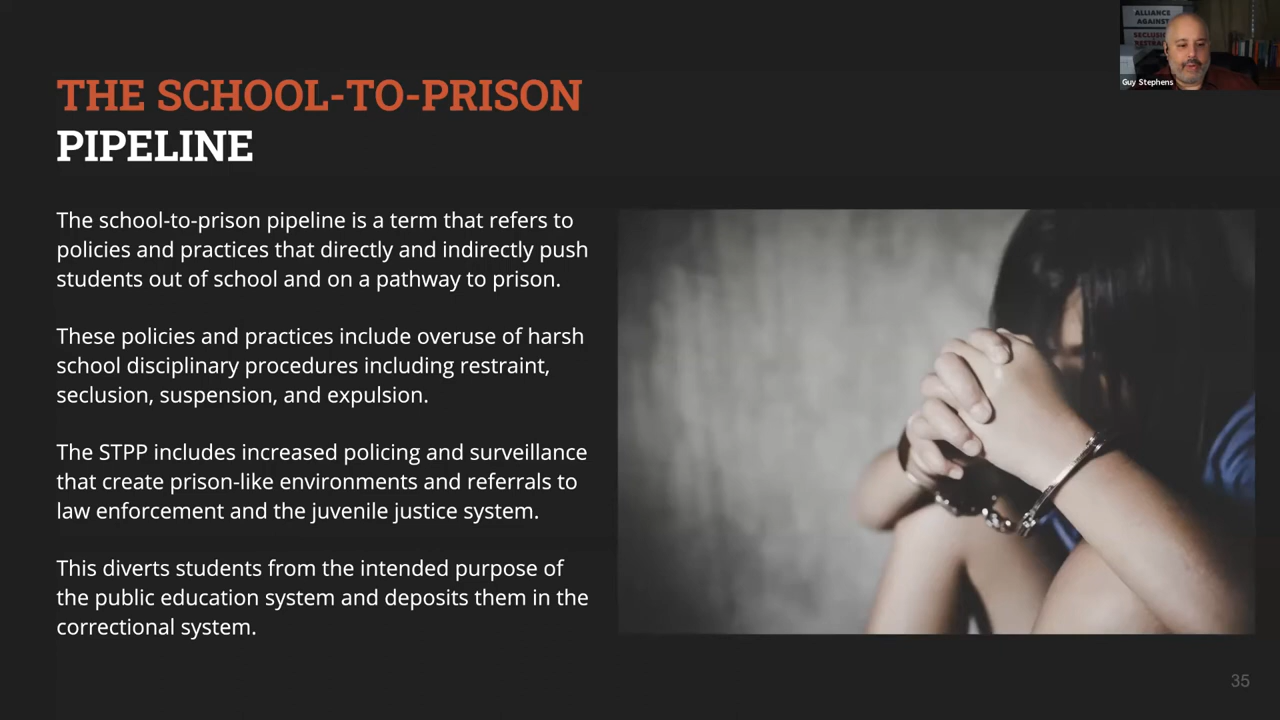 THE SCHOOL-TO-PRISON
PIPELINE
The school-to-prison pipeline is a term that refers to
policies and practices that directly and indirectly push
students out of school and on a pathway to prison.
These policies and practices include overuse of harsh
school disciplinary procedures including restraint,
seclusion, suspension, and expulsion.
The STPP includes increased policing and surveillance
that create prison-like environments and referrals to
law enforcement and the juvenile justice system.
This diverts students from the intended purpose of
the public education system and deposits them in the
correctional system.
ALLIANCE
AGAINST
Guy Stephens
35